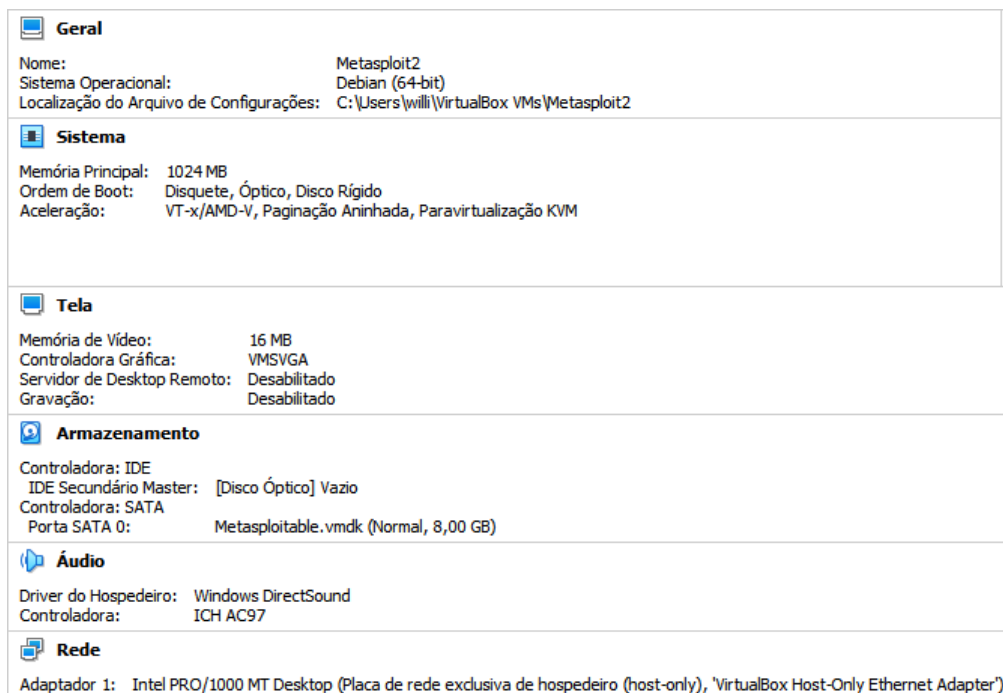 Geral
Nome: Metasploit2
Sistema Operacional: Debian (64-bit)
Localização do Arquivo de Configurações: C:\Users\willi\VirtualBox VMs\Metasploit2
Sistema
Memória Principal: 1024 MB
Ordem de Boot: Disquete, Óptico, Disco Rígido
Aceleração: VT-x/AMD-V, Paginação Aninhada, Paravirtualização KVM
Tela
Memória de Vídeo: 16 MB
Controladora Gráfica: VMSVGA
Servidor de Desktop Remoto: Desabilitado
Gravação: Desabilitado
Armazenamento
Controladora: IDE
IDE Secundário Master: [Disco Óptico] Vazio
Controladora: SATA
Porta SATA 0: Metasploitable.vmdk (Normal, 8,00 GB)
Áudio
Driver do Hospedeiro: Windows DirectSound
Controladora: ICH AC97
Rede
Adaptador 1: Intel PRO/1000 MT Desktop (Placa de rede exclusiva de hospedeiro (host-only), 'VirtualBox Host-Only Ethernet Adapter')